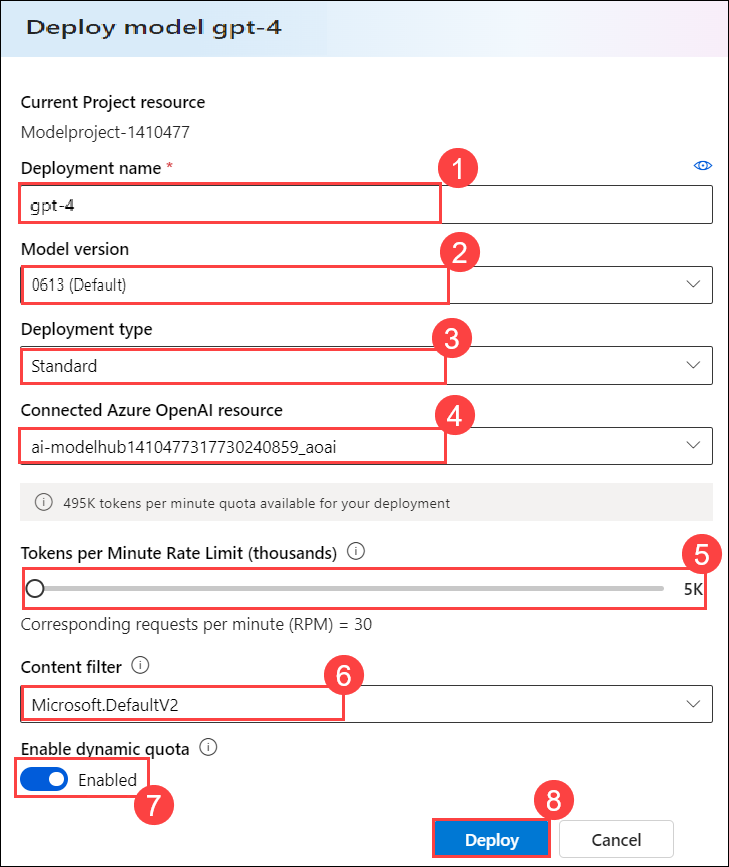 Deploy model gpt-4
Current Project resource
Modelproject-1410477
Deployment name *
1
gpt-4
Model version
2
0613 (Default)
Deployment type
3
Standard
Connected Azure OpenAI resource
4
ai-modelhub1410477317730240859_aoai
495K tokens per minute quota available for your deployment
Tokens per Minute Rate Limit (thousands)
5
5K
Corresponding requests per minute (RPM) = 30
Content filter
6
Microsoft.DefaultV2
Enable dynamic quota
Enabled
7
8
Deploy Cancel